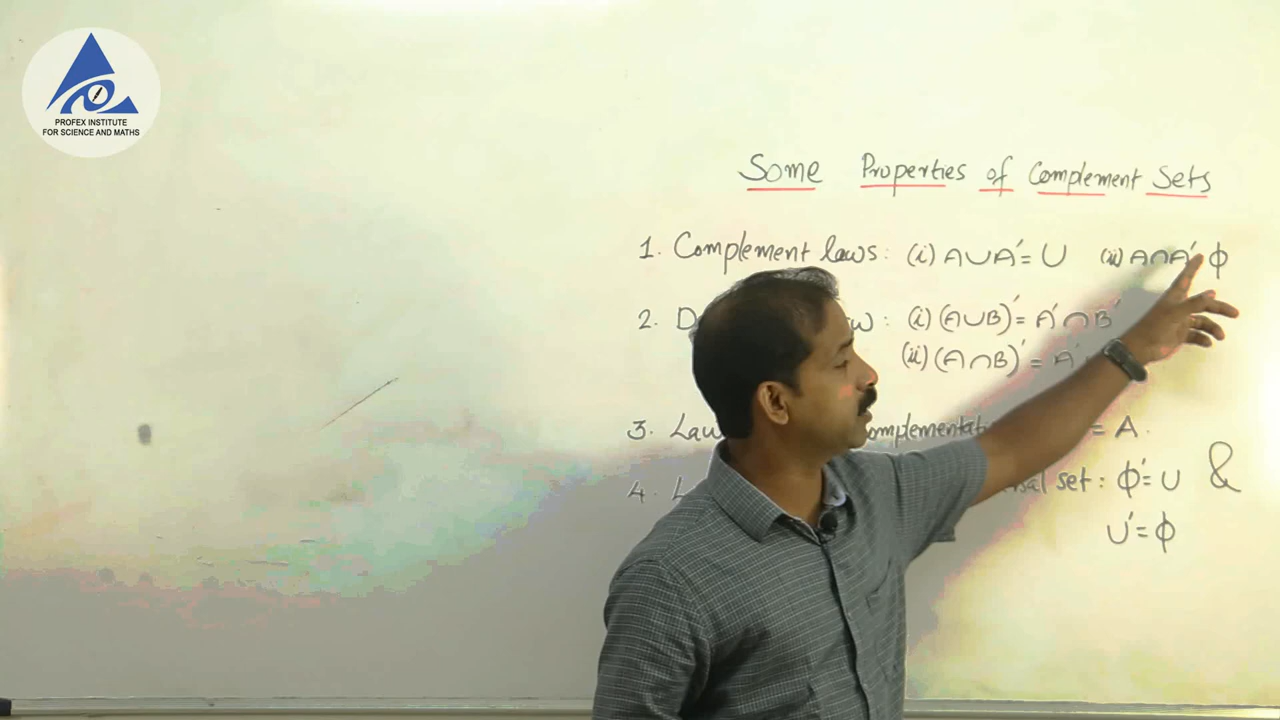 PROFEX INSTITUTE
FOR SCIENCE AND MATHS
Some Properties of Complement Sets
1. Complement laws: (i) A∪A′= U (ii) A∩A′ ϕ
2. D : (i) (A∪B)′= A′∩B′
(ii) (A∩B)′ = A′
3. = A.
4. set : ϕ′= U &
U′= ϕ